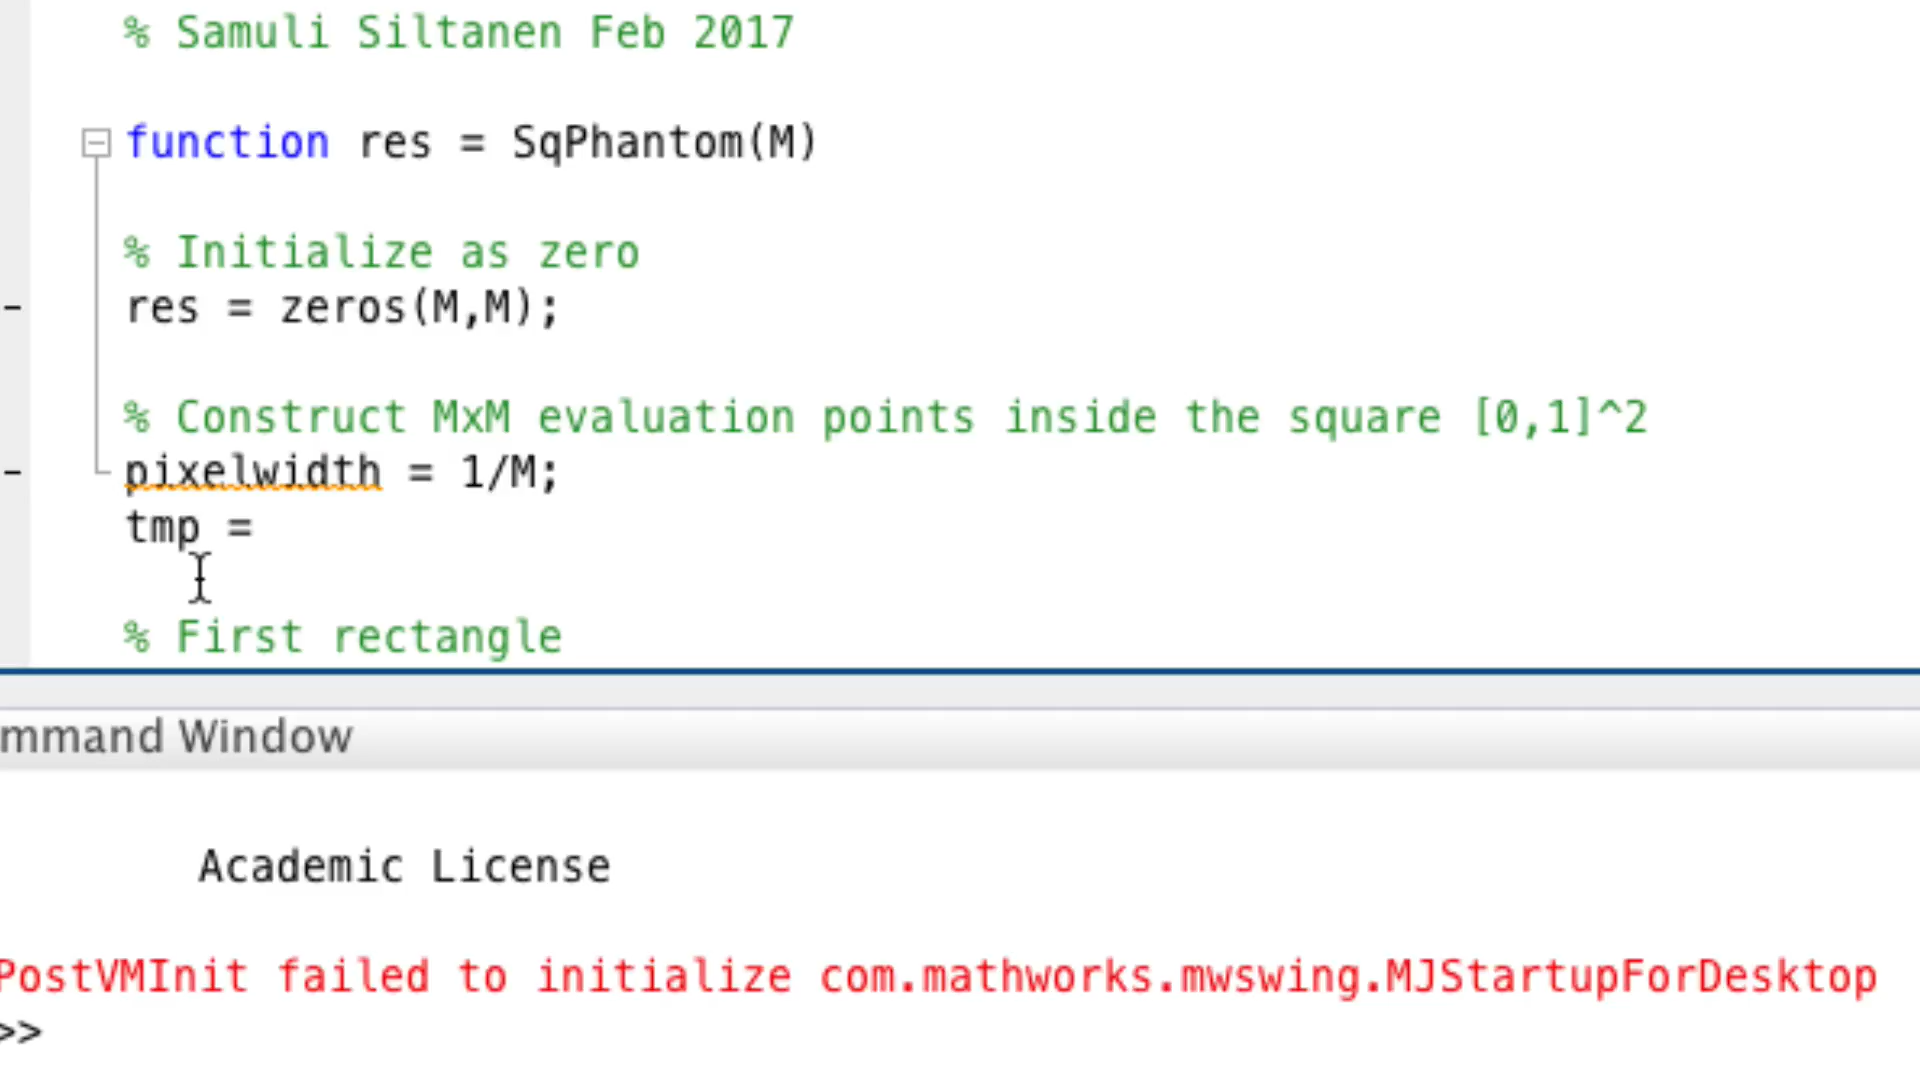 % Samuli Siltanen Feb 2017
function res = SqPhantom(M)
% Initialize as zero
res = zeros(M,M);
% Construct MxM evaluation points inside the square [0,1]^2
pixelwidth = 1/M;
tmp =
% First rectangle
mmand Window
Academic License
PostVMInit failed to initialize com.mathworks.mwswing.MJStartupForDesktop
>>